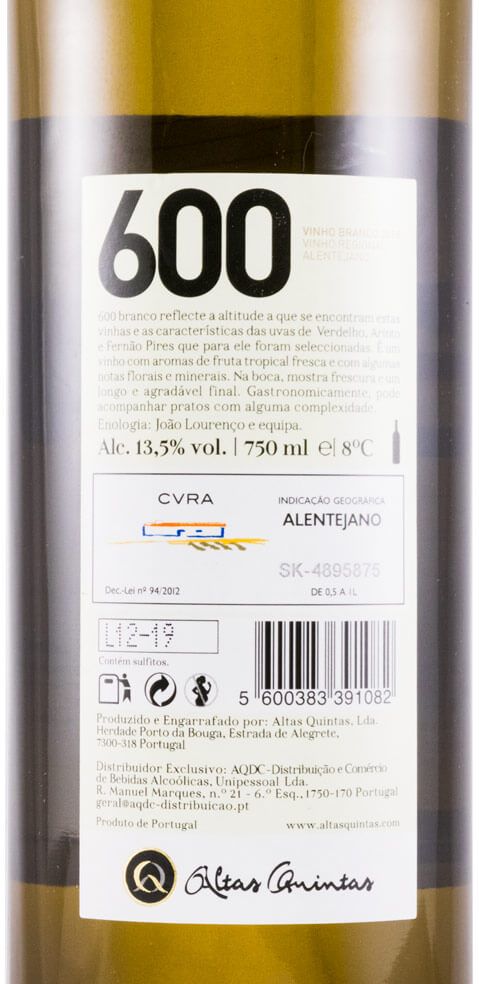 600
VINHO BRANCO
VINHO REGIONAL
ALENTEJANO
600 branco reflecte a altitude a que se encontram estas
vinhas e as características das uvas de Verdelho, Arinto
e Fernão Pires que para ele foram seleccionadas. É um
vinho com aromas de fruta tropical fresca e com algumas
notas florais e minerais. Na boca, mostra frescura e um
longo e agradável final. Gastronomicamente, pode
acompanhar pratos com alguma complexidade.
Enologia: João Lourenço e equipa.
Alc. 13,5% vol. | 750 ml ℮| 8ºC
CVRA
INDICAÇÃO GEOGRÁFICA
ALENTEJANO
SK-4895875
Dec.-Lei nº 94/2012
DE 0,5 A 1L
L12-19
Contém sulfitos.
5 600383 391082
Produzido e Engarrafado por: Altas Quintas, Lda.
Herdade Porto da Bouga, Estrada de Alegrete,
7300-318 Portugal
Distribuidor Exclusivo: AQDC-Distribuição e Comércio
de Bebidas Alcoólicas, Unipessoal Lda.
R. Manuel Marques, n.º 21 - 6.º Esq., 1750-170 Portugal
geral@aqdc-distribuicao.pt
Produto de Portugal
www.altasquintas.com
Altas Quintas